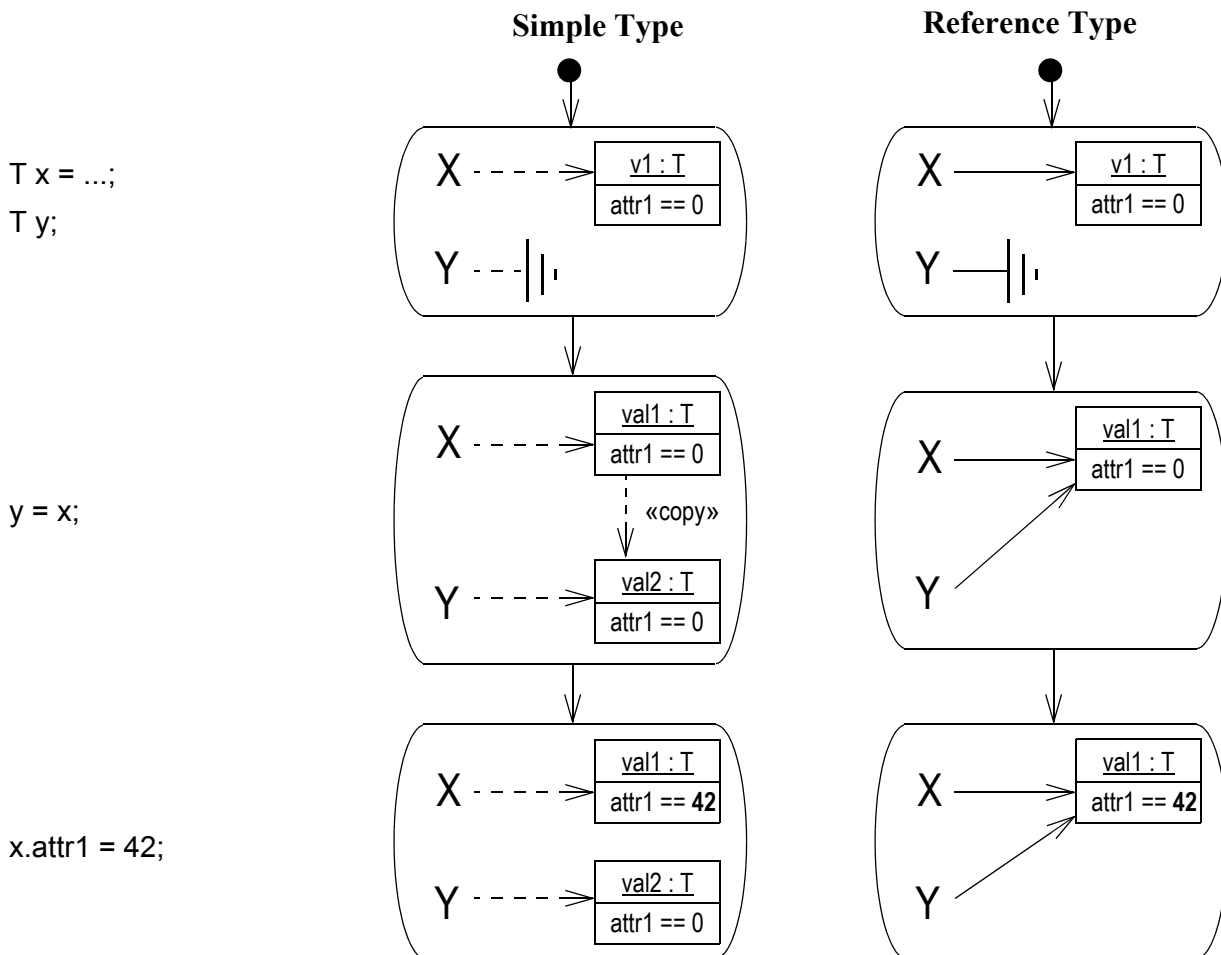 Simple Type
Reference Type
T x = ...;
T y;
X
v1 : T
attr1 == 0
Y
X
v1 : T
attr1 == 0
Y
y = x;
X
val1 : T
attr1 == 0
«copy»
Y
val2 : T
attr1 == 0
X
val1 : T
attr1 == 0
Y
x.attr1 = 42;
X
val1 : T
attr1 == 42
Y
val2 : T
attr1 == 0
X
val1 : T
attr1 == 42
Y